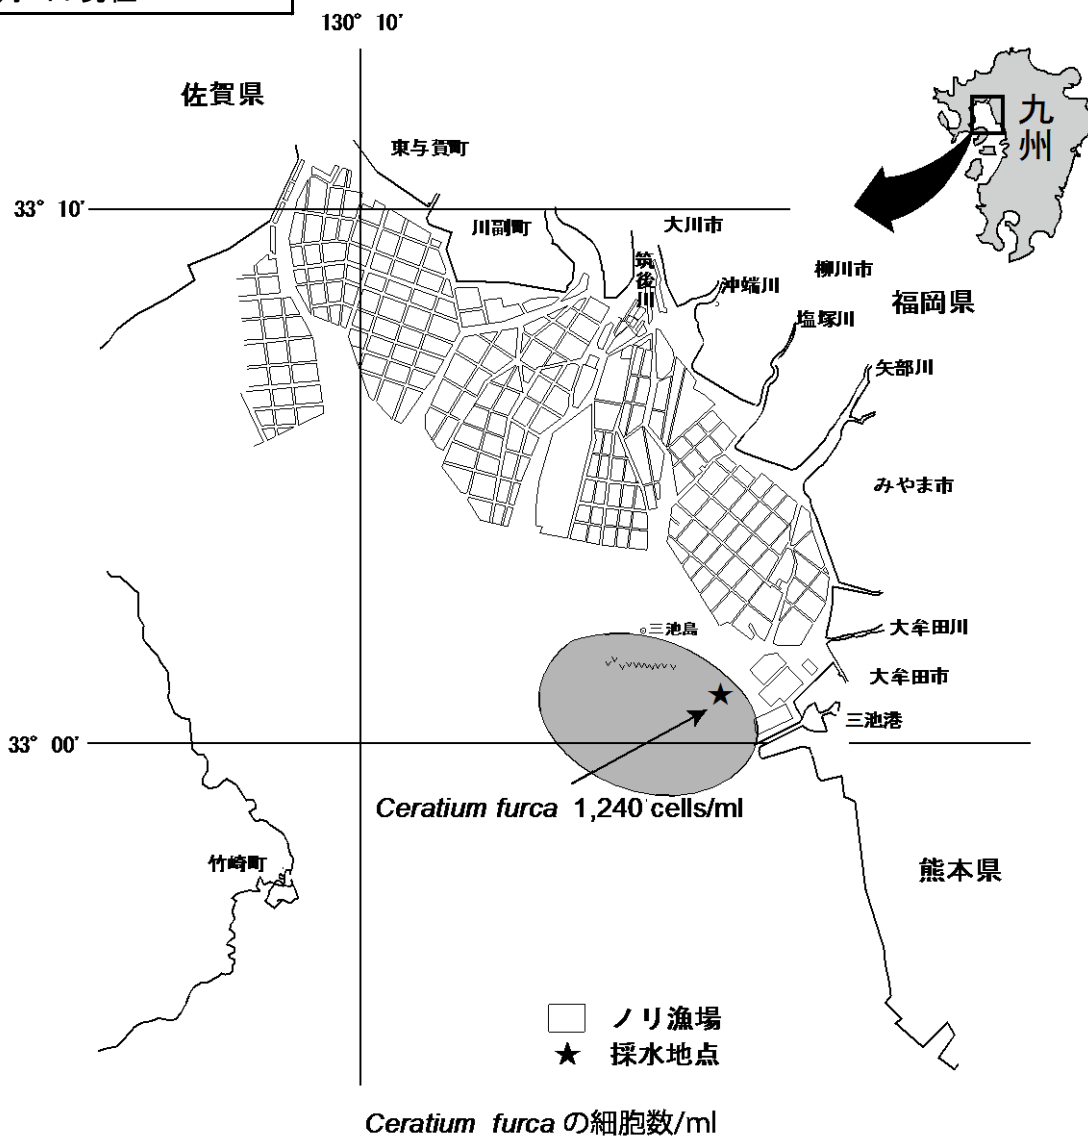 130° 10'
佐賀県
九州
東与賀町
33° 10'
川副町
大川市
筑後川
沖端川
柳川市
福岡県
塩塚川
矢部川
みやま市
三池島
大牟田川
大牟田市
三池港
33° 00'
Ceratium furca 1,240 cells/ml
竹崎町
熊本県
ノリ漁場
★ 採水地点
Ceratium furca の細胞数/ml